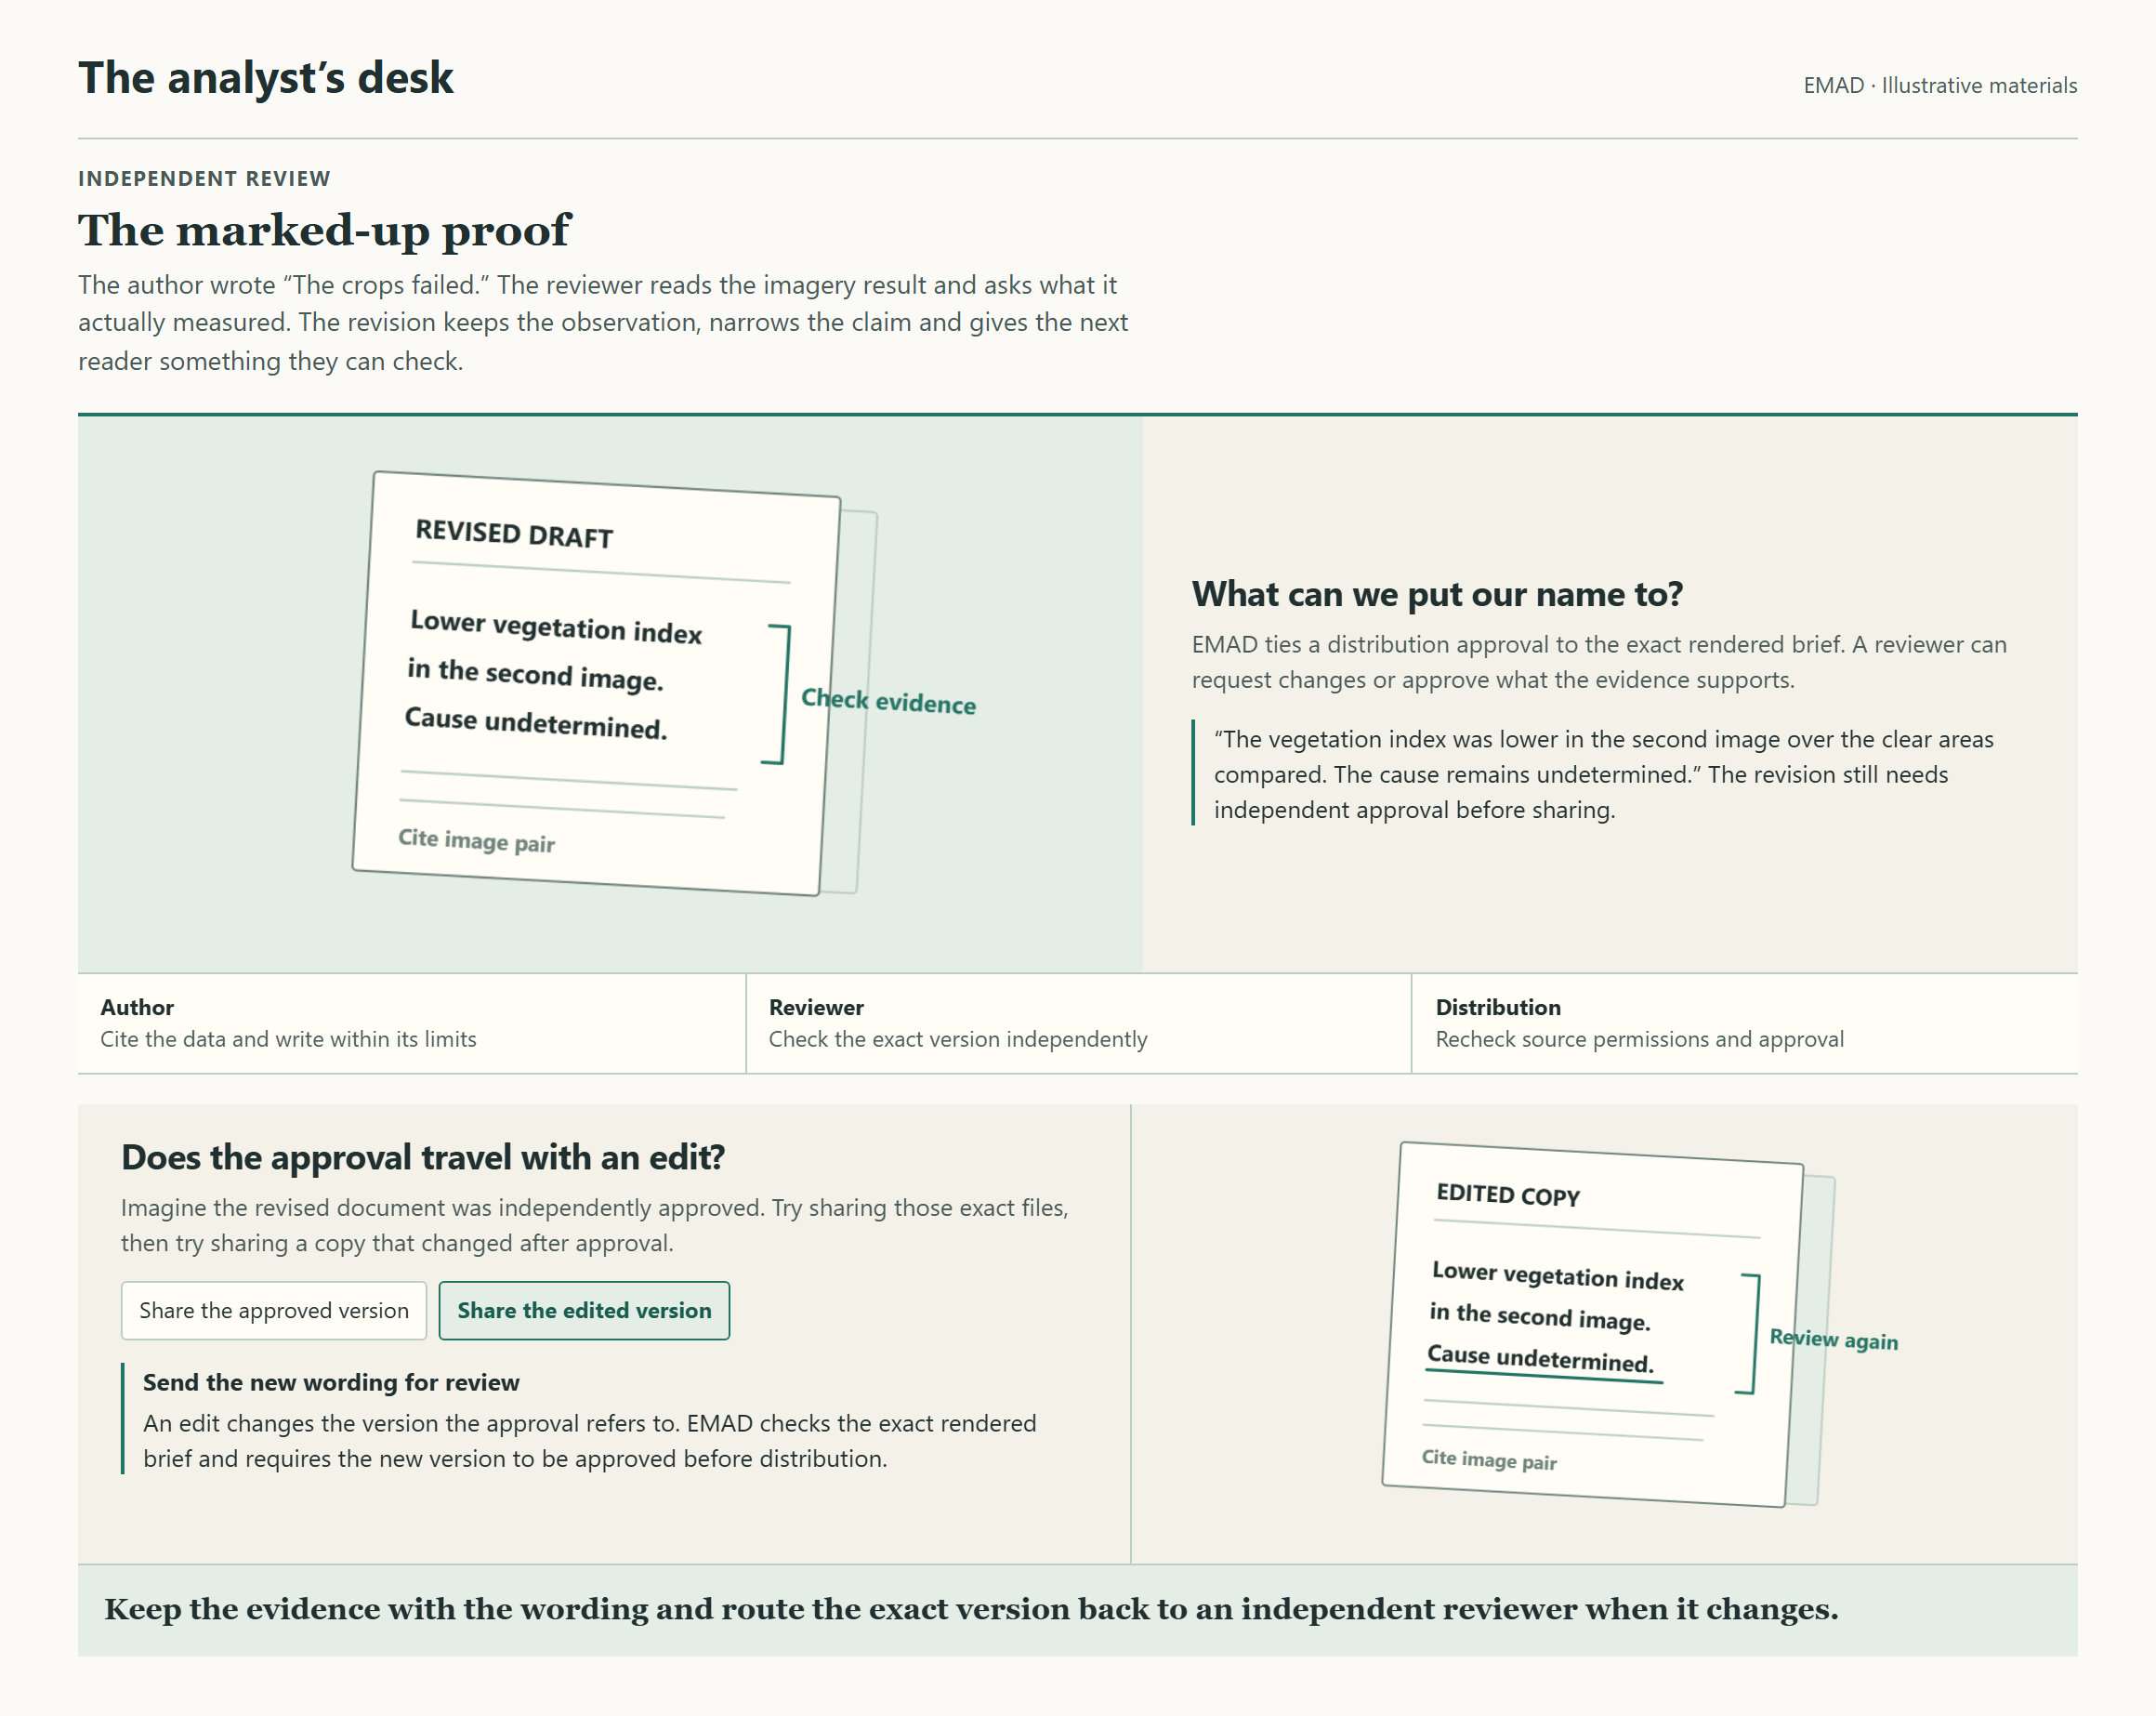 The analyst’s desk
EMAD · Illustrative materials
INDEPENDENT REVIEW
The marked-up proof
The author wrote “The crops failed.” The reviewer reads the imagery result and asks what it
actually measured. The revision keeps the observation, narrows the claim and gives the next
reader something they can check.
REVISED DRAFT
Lower vegetation index
in the second image.
Cause undetermined.
Check evidence
Cite image pair
What can we put our name to?
EMAD ties a distribution approval to the exact rendered brief. A reviewer can
request changes or approve what the evidence supports.
“The vegetation index was lower in the second image over the clear areas
compared. The cause remains undetermined.” The revision still needs
independent approval before sharing.
Author
Cite the data and write within its limits
Reviewer
Check the exact version independently
Distribution
Recheck source permissions and approval
Does the approval travel with an edit?
Imagine the revised document was independently approved. Try sharing those exact files,
then try sharing a copy that changed after approval.
Share the approved version
Share the edited version
Send the new wording for review
An edit changes the version the approval refers to. EMAD checks the exact rendered
brief and requires the new version to be approved before distribution.
EDITED COPY
Lower vegetation index
in the second image.
Cause undetermined.
Review again
Cite image pair
Keep the evidence with the wording and route the exact version back to an independent reviewer when it changes.